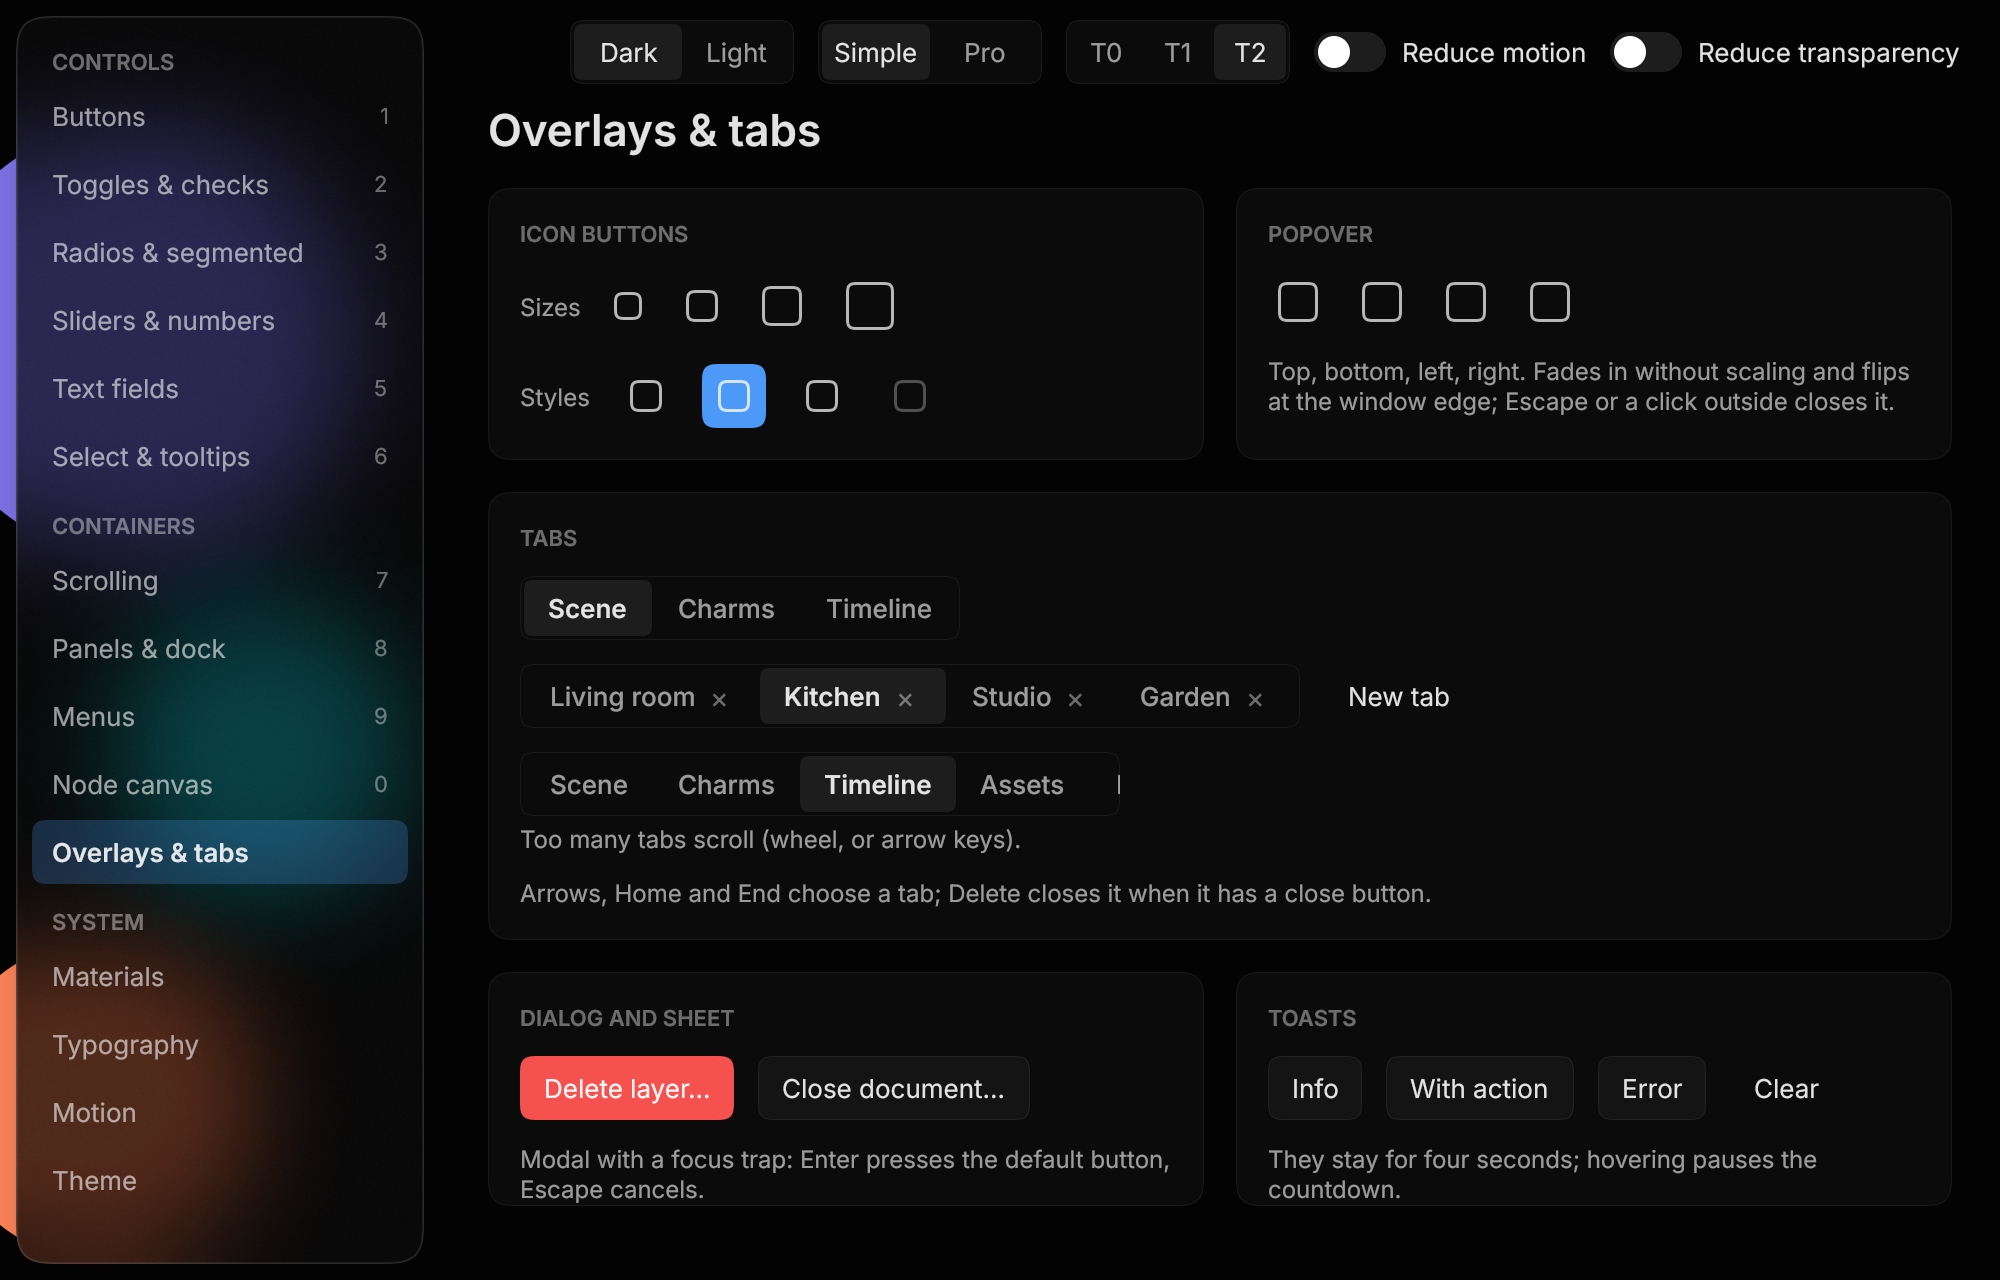 CONTROLS
Buttons 1
Toggles & checks 2
Radios & segmented 3
Sliders & numbers 4
Text fields 5
Select & tooltips 6
CONTAINERS
Scrolling 7
Panels & dock 8
Menus 9
Node canvas 0
Overlays & tabs
SYSTEM
Materials
Typography
Motion
Theme
Dark Light Simple Pro T0 T1 T2 Reduce motion Reduce transparency
Overlays & tabs
ICON BUTTONS
Sizes
Styles
POPOVER
Top, bottom, left, right. Fades in without scaling and flips
at the window edge; Escape or a click outside closes it.
TABS
Scene Charms Timeline
Living room × Kitchen × Studio × Garden × New tab
Scene Charms Timeline Assets
Too many tabs scroll (wheel, or arrow keys).
Arrows, Home and End choose a tab; Delete closes it when it has a close button.
DIALOG AND SHEET
Delete layer... Close document...
Modal with a focus trap: Enter presses the default button,
Escape cancels.
TOASTS
Info With action Error Clear
They stay for four seconds; hovering pauses the
countdown.